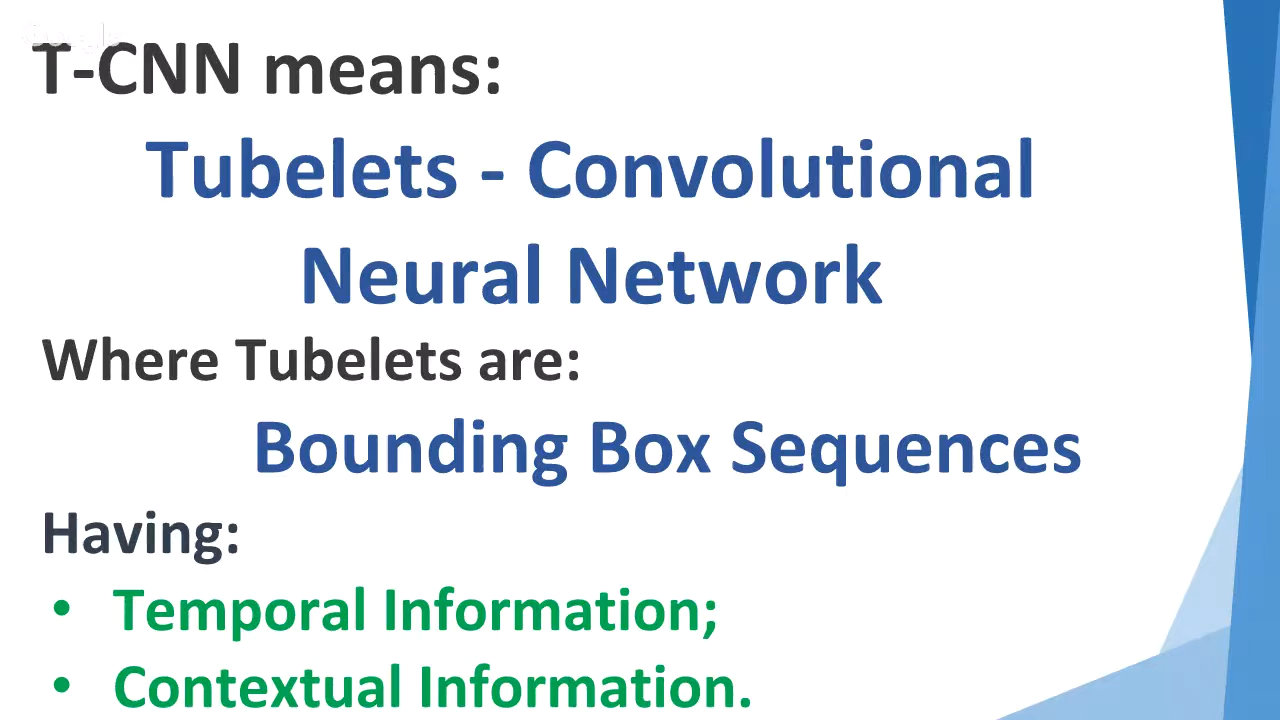 T-CNN means:
Tubelets - Convolutional
Neural Network
Where Tubelets are:
Bounding Box Sequences
Having:
• Temporal Information;
• Contextual Information.